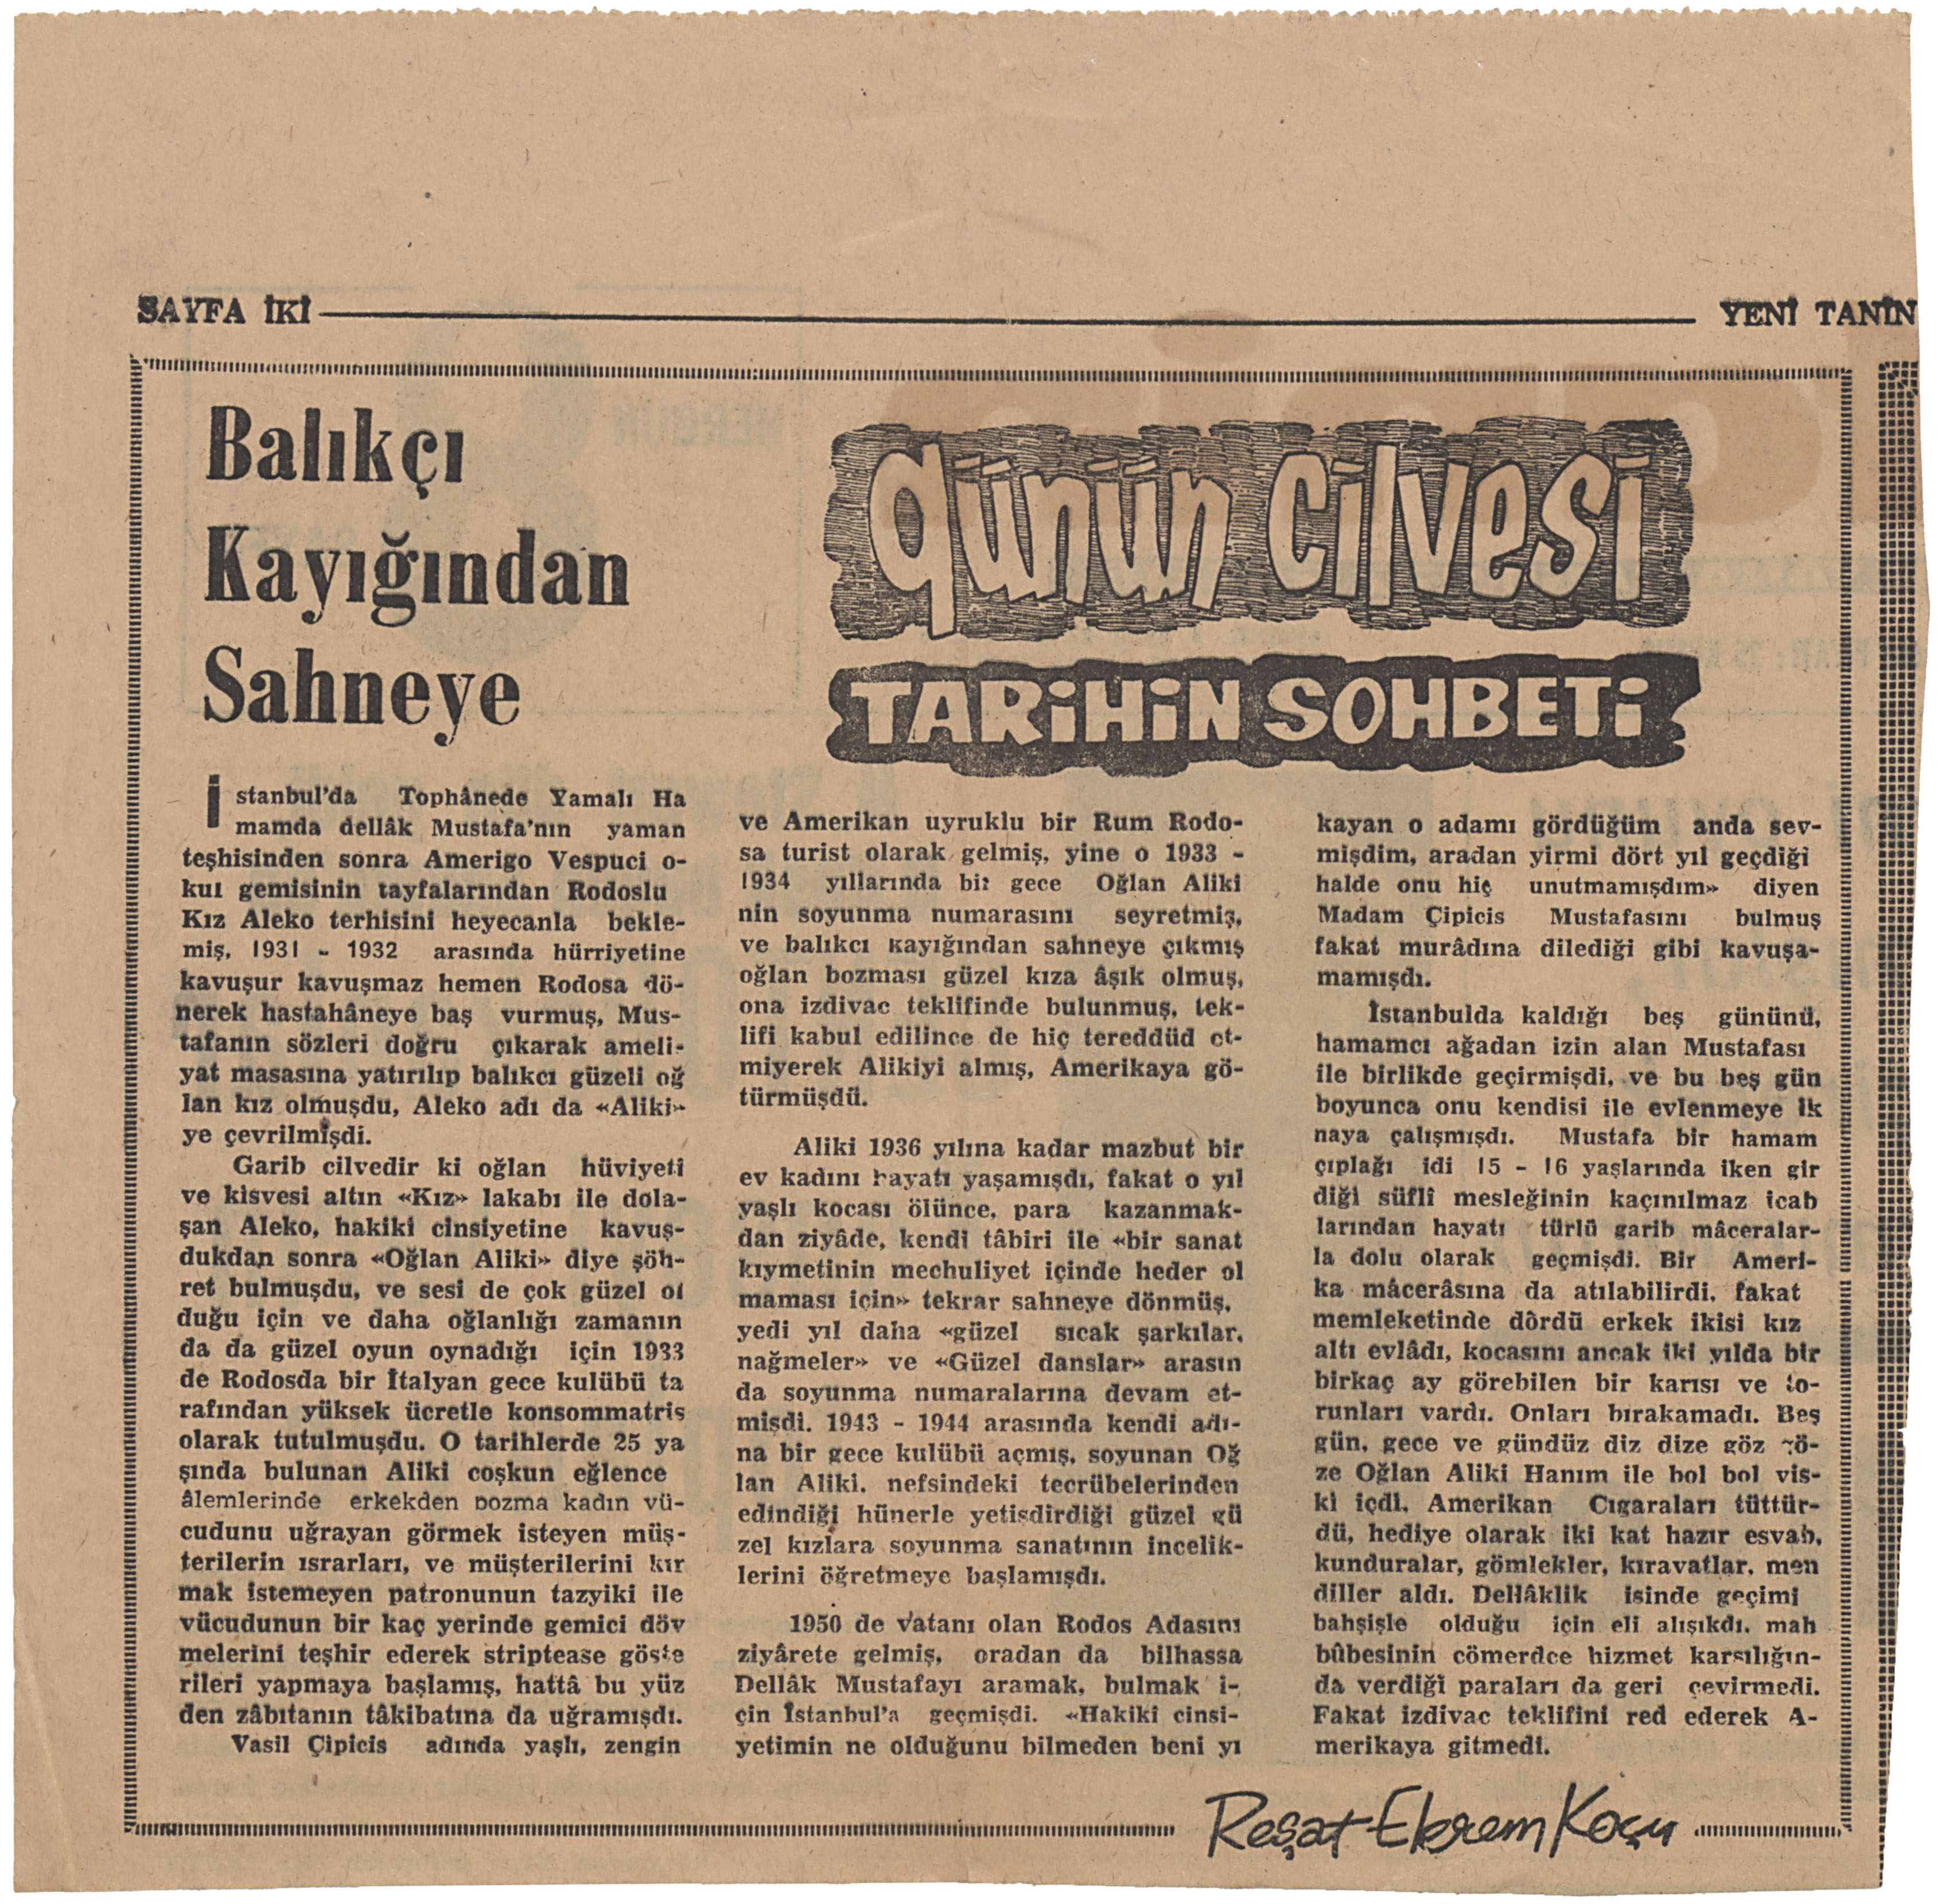 SAYFA İKİ
YENİ TANİN
Balıkçı
Kayığından
Sahneye
günün cilvesi
TARİHİN SOHBETİ
İstanbul'da Tophânede Yamalı Ha
mamda dellâk Mustafa'nın yaman
teşhisinden sonra Amerigo Vespuci o-
kul gemisinin tayfalarından Rodoslu
Kız Aleko terhisini heyecanla bekle-
miş, 1931 - 1932 arasında hürriyetine
kavuşur kavuşmaz hemen Rodosa dö-
nerek hastahâneye baş vurmuş, Mus-
tafanın sözleri doğru çıkarak ameli-
yat masasına yatırılıp balıkcı güzeli oğ
lan kız olmuşdu, Aleko adı da «Aliki»
ye çevrilmişdi.
Garib cilvedir ki oğlan hüviyeti
ve kisvesi altın «Kız» lakabı ile dola-
şan Aleko, hakiki cinsiyetine kavuş-
dukdan sonra «Oğlan Aliki» diye şöh-
ret bulmuşdu, ve sesi de çok güzel ol
duğu için ve daha oğlanlığı zamanın
da da güzel oyun oynadığı için 1933
de Rodosda bir İtalyan gece kulübü ta
rafından yüksek ücretle konsommatris
olarak tutulmuşdu. O tarihlerde 25 ya
şında bulunan Aliki coşkun eğlence
âlemlerinde erkekden bozma kadın vü-
cudunu uğrayan görmek isteyen müş-
terilerin ısrarları, ve müşterilerini kır
mak istemeyen patronunun tazyiki ile
vücudunun bir kaç yerinde gemici döv
melerini teşhir ederek striptease göste
rileri yapmaya başlamış, hattâ bu yüz
den zâbıtanın tâkibatına da uğramışdı.
Vasil Çipicis adında yaşlı, zengin
ve Amerikan uyruklu bir Rum Rodo-
sa turist olarak gelmiş, yine o 1933 -
1934 yıllarında bir gece Oğlan Aliki
nin soyunma numarasını seyretmiş,
ve balıkcı kayığından sahneye çıkmış
oğlan bozması güzel kıza âşık olmuş,
ona izdivac teklifinde bulunmuş, tek-
lifi kabul edilince de hiç tereddüd et-
miyerek Alikiyi almış, Amerikaya gö-
türmüşdü.
Aliki 1936 yılına kadar mazbut bir
ev kadını hayatı yaşamışdı, fakat o yıl
yaşlı kocası ölünce, para kazanmak-
dan ziyâde, kendi tâbiri ile «bir sanat
kıymetinin mechuliyet içinde heder ol
maması için» tekrar sahneye dönmüş,
yedi yıl daha «güzel sıcak şarkılar,
nağmeler» ve «Güzel danslar» arasın
da soyunma numaralarına devam et-
mişdi. 1943 - 1944 arasında kendi adı-
na bir gece kulübü açmış, soyunan Oğ
lan Aliki, nefsindeki tecrübelerinden
edindiği hünerle yetişdirdiği güzel gü
zel kızlara soyunma sanatının incelik-
lerini öğretmeye başlamışdı.
1950 de Vatanı olan Rodos Adasını
ziyârete gelmiş, oradan da bilhassa
Dellâk Mustafayı aramak, bulmak i-
çin İstanbul'a geçmişdi. «Hakiki cinsi-
yetimin ne olduğunu bilmeden beni yı
kayan o adamı gördüğüm anda sev-
mişdim, aradan yirmi dört yıl geçdiği
halde onu hiç unutmamışdım» diyen
Madam Çipicis Mustafasını bulmuş
fakat murâdına dilediği gibi kavuşa-
mamışdı.
İstanbulda kaldığı beş gününü,
hamamcı ağadan izin alan Mustafası
ile birlikde geçirmişdi, ve bu beş gün
boyunca onu kendisi ile evlenmeye ik
naya çalışmışdı. Mustafa bir hamam
çıplağı idi 15 - 16 yaşlarında iken gir
diği süflî mesleğinin kaçınılmaz icab
larından hayatı türlü garib mâceralar-
la dolu olarak geçmişdi. Bir Ameri-
ka mâcerâsına da atılabilirdi, fakat
memleketinde dördü erkek ikisi kız
altı evlâdı, kocasını ancak iki yılda bir
birkaç ay görebilen bir karısı ve to-
runları vardı. Onları bırakamadı. Beş
gün, gece ve gündüz diz dize göz gö-
ze Oğlan Aliki Hanım ile bol bol vis-
ki içdi, Amerikan Cıgaraları tüttür-
dü, hediye olarak iki kat hazır esvab,
kunduralar, gömlekler, kıravatlar, men
diller aldı. Dellâklik isinde geçimi
bahşişle olduğu için eli alışıkdı, mah
bûbesinin cömerdce hizmet karşılığın-
da verdiği paraları da geri çevirmedi.
Fakat izdivac teklifini red ederek A-
merikaya gitmedi.
Reşat Ekrem Koçu